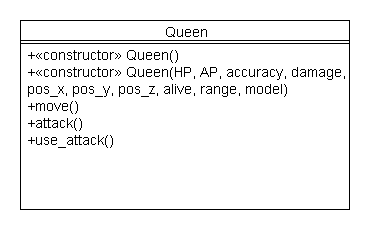 Queen
+«constructor» Queen()
+«constructor» Queen(HP, AP, accuracy, damage,
pos_x, pos_y, pos_z, alive, range, model)
+move()
+attack()
+use_attack()